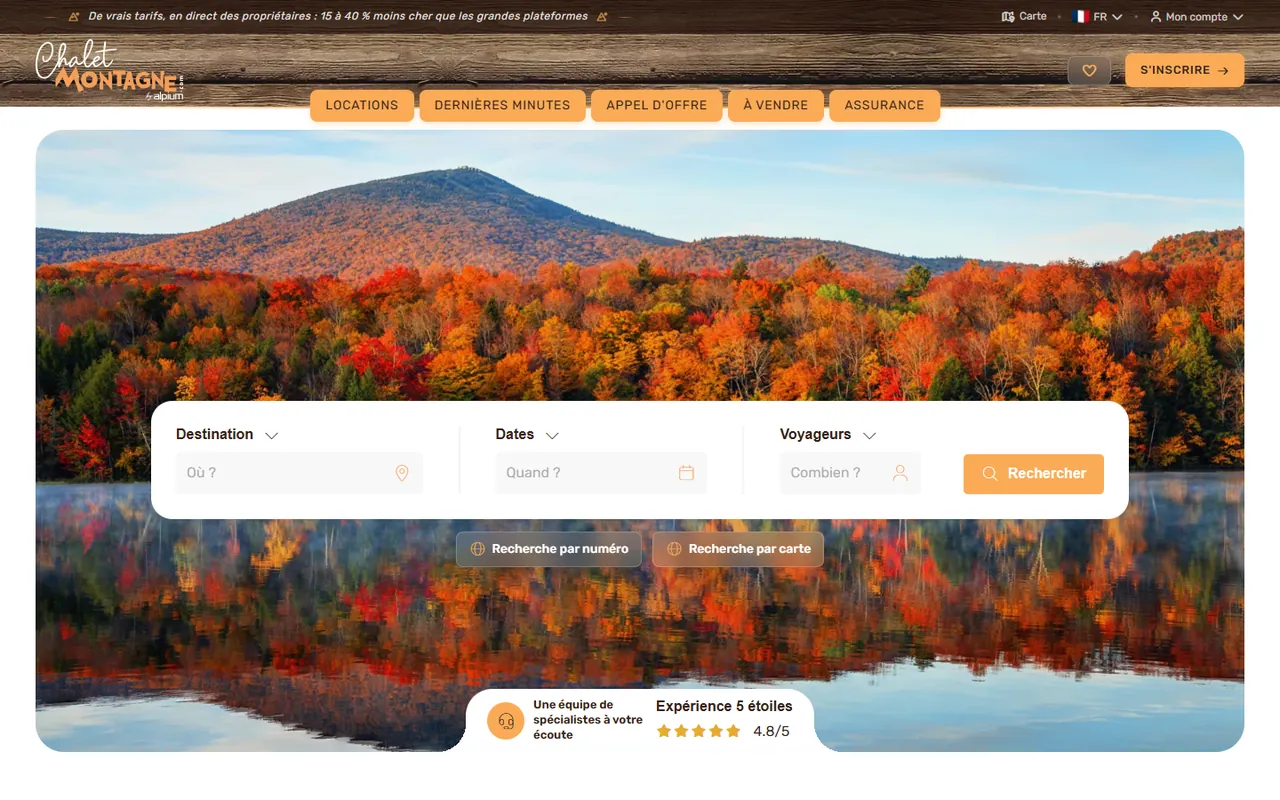 De vrais tarifs, en direct des propriétaires : 15 à 40 % moins cher que les grandes plateformes
Carte
FR
Mon compte
Chalet
MONTAGNE.com
by alpium
S'INSCRIRE
LOCATIONS
DERNIÈRES MINUTES
APPEL D'OFFRE
À VENDRE
ASSURANCE
Destination
Dates
Voyageurs
Où ?
Quand ?
Combien ?
Rechercher
Recherche par numéro
Recherche par carte
Une équipe de
spécialistes à votre
écoute
Expérience 5 étoiles
4.8/5